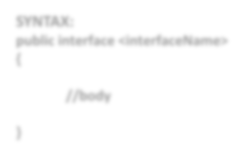 SYNTAX:
public interface <interfaceName>
{
//body
}